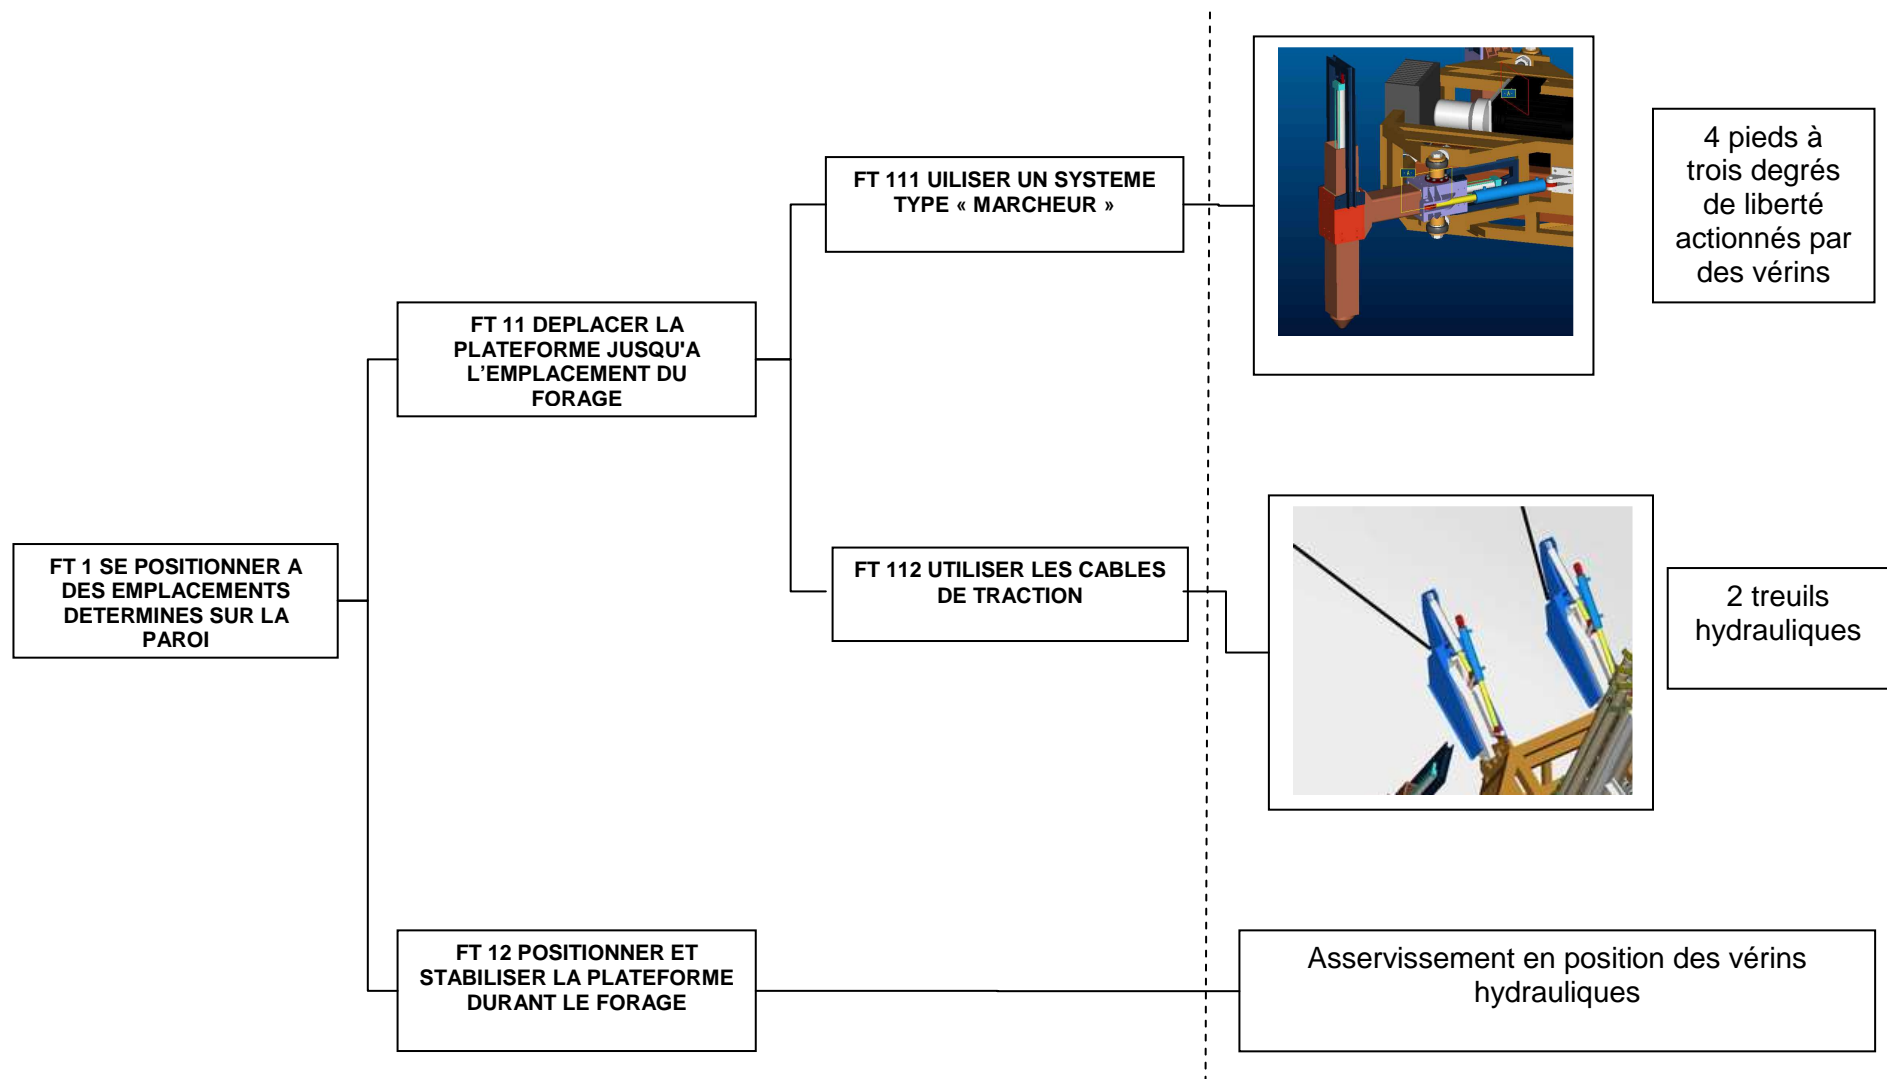 FT 111 UILISER UN SYSTEME
TYPE « MARCHEUR »
4 pieds à
trois degrés
de liberté
actionnés par
des vérins
FT 11 DEPLACER LA
PLATEFORME JUSQU'A
L'EMPLACEMENT DU
FORAGE
FT 1 SE POSITIONNER A
DES EMPLACEMENTS
DETERMINES SUR LA
PAROI
FT 112 UTILISER LES CABLES
DE TRACTION
2 treuils
hydrauliques
FT 12 POSITIONNER ET
STABILISER LA PLATEFORME
DURANT LE FORAGE
Asservissement en position des vérins
hydrauliques